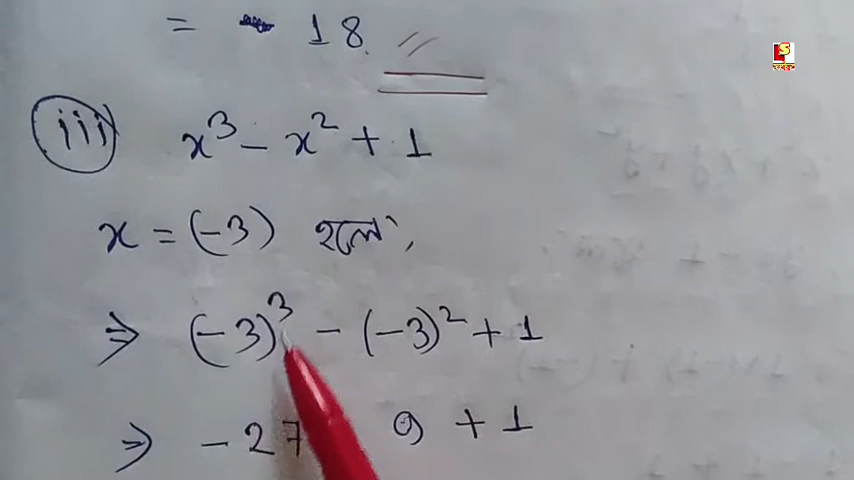 = 18
iii x³ - x² + 1
x = (-3) হলে,
⇒ (-3)³ - (-3)² + 1
⇒ -27 9 + 1